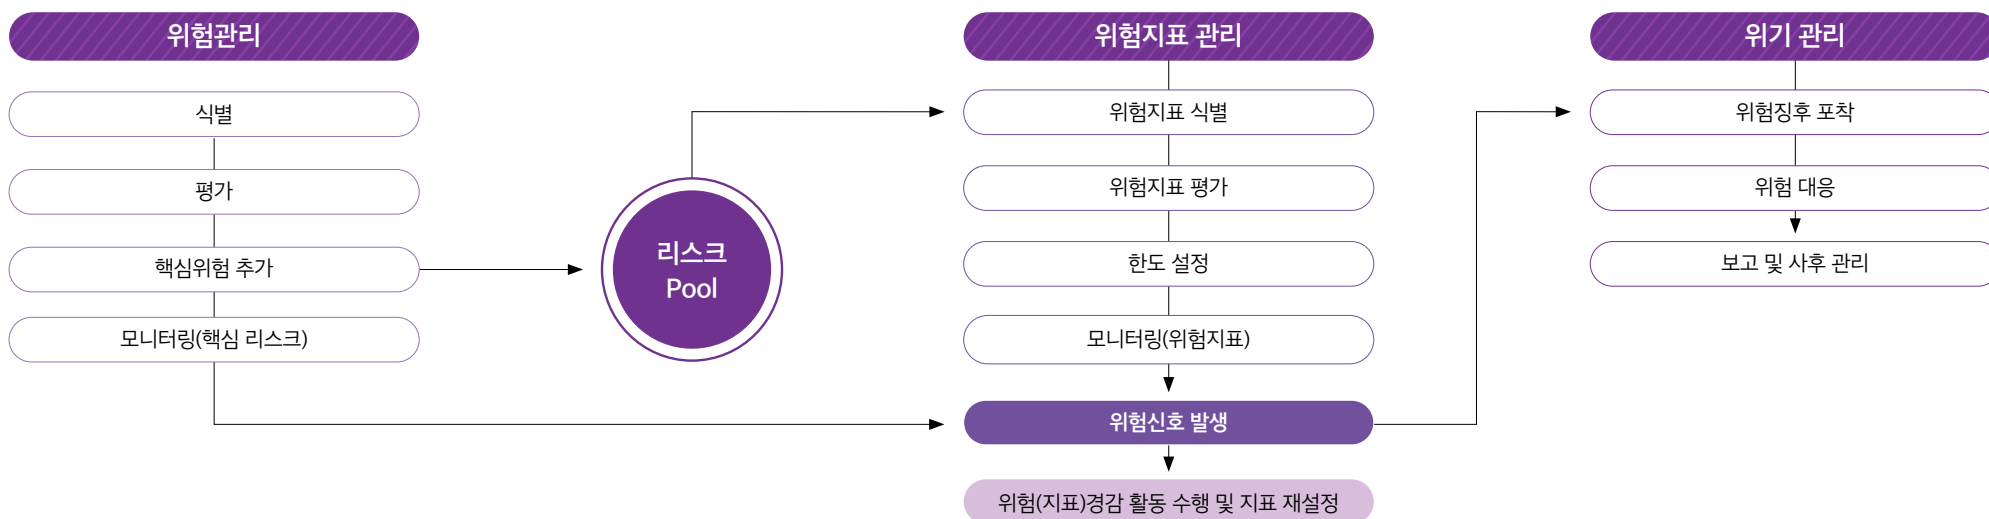 위험관리
식별
평가
핵심위험 추가
모니터링(핵심 리스크)
리스크
Pool
위험지표 관리
위험지표 식별
위험지표 평가
한도 설정
모니터링(위험지표)
위험신호 발생
위험(지표)경감 활동 수행 및 지표 재설정
위기 관리
위험징후 포착
위험 대응
보고 및 사후 관리